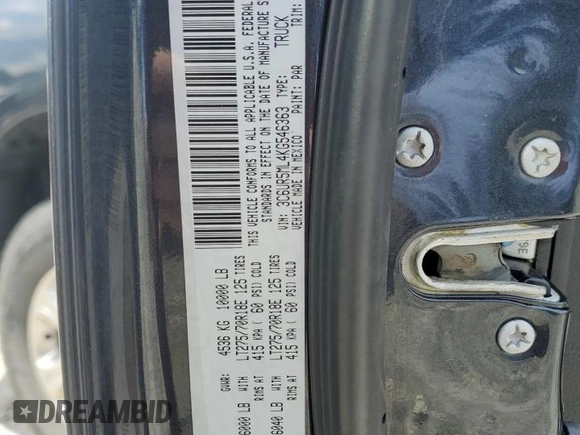 GVWR: 4536 KG 10000 LB
6000 LB WITH LT275/70R18E 125 TIRES
RIMS AT 415 KPA ( 60 PSI) COLD
6040 LB WITH LT275/70R18E 125 TIRES
RIMS AT 415 KPA ( 60 PSI) COLD
THIS VEHICLE CONFORMS TO ALL APPLICABLE U.S.A. FEDERAL
STANDARDS IN EFFECT ON THE DATE OF MANUFACTURE S
VIN: 3C6UR5ML4KG546363 TYPE: TRUCK
MADE IN MEXICO PAINT: PAR TRIM:
DREAMBID